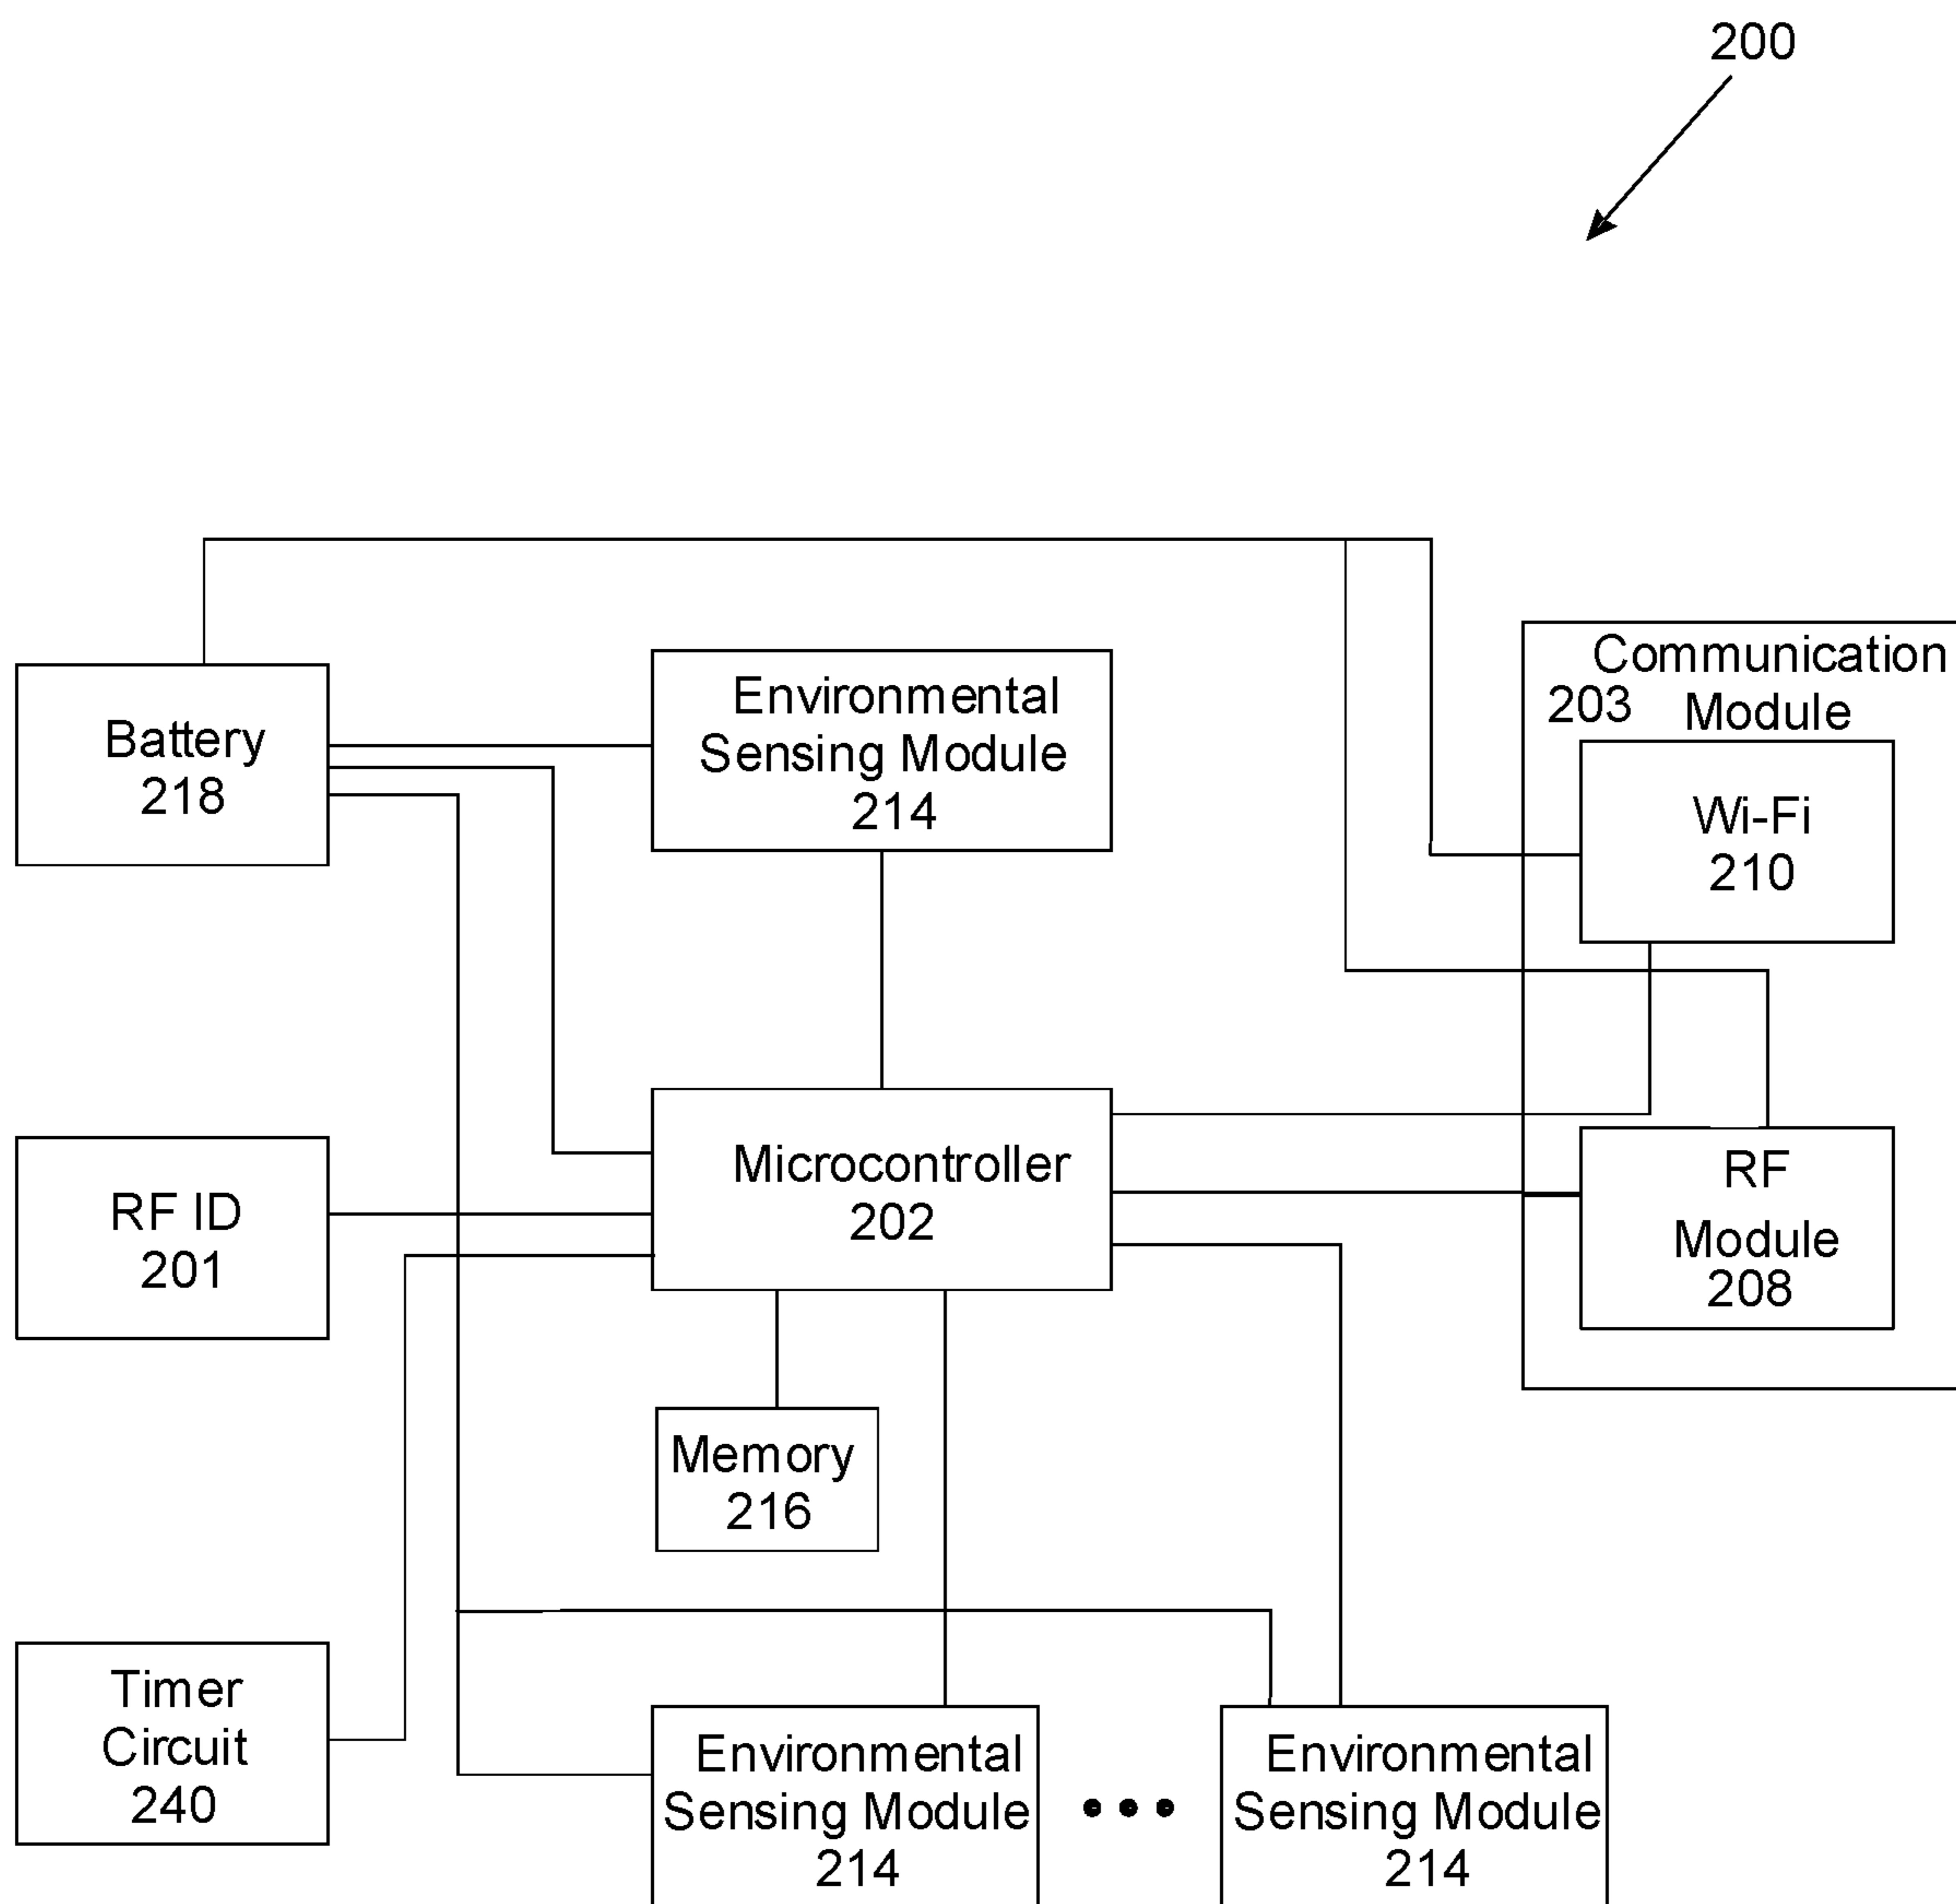 200
Communication
203 Module
Battery
218
Environmental
Sensing Module
214
Wi-Fi
210
Microcontroller
202
RF
Module
208
RF ID
201
Memory
216
Timer
Circuit
240
Environmental
Sensing Module
214
Environmental
Sensing Module
214